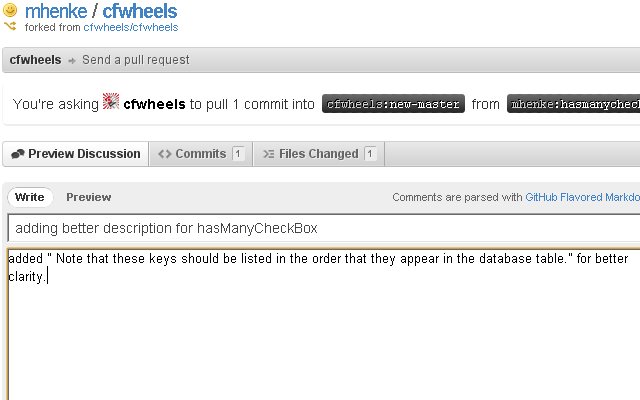 mhenke / cfwheels
forked from cfwheels/cfwheels
cfwheels Send a pull request
You're asking cfwheels to pull 1 commit into cfwheels:new-master from
Preview Discussion Commits 1 Files Changed 1
Write Preview Comments are parsed with GitHub Flavored
adding better description for hasManyCheckBox
added " Note that these keys should be listed in the order that they appear in the database table." for better
clarity.